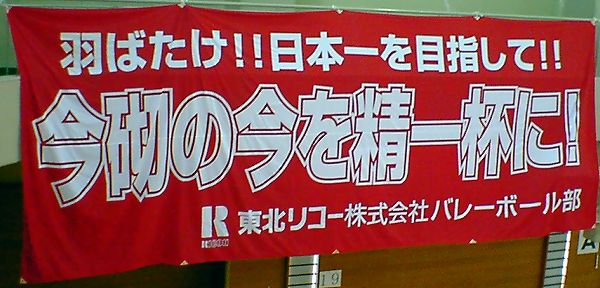 羽ばたけ!!日本一を目指して!!
今砌の今を精一杯に!
R 東北リコー株式会社バレーボール部
19
A